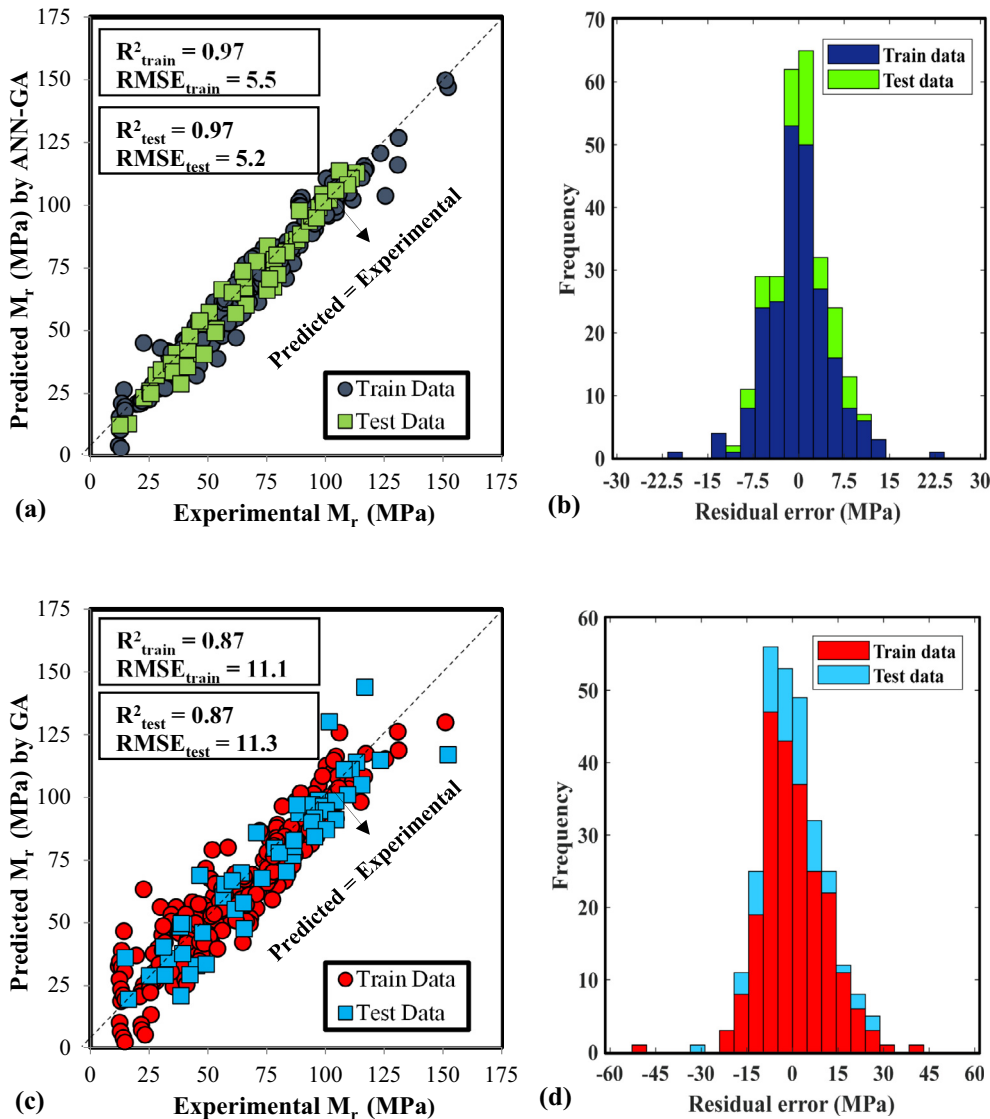 R²train = 0.97
RMSEtrain = 5.5
R²test = 0.97
RMSEtest = 5.2
Predicted Mr (MPa) by ANN-GA
175
150
125
100
75
50
25
0
Predicted = Experimental
Train Data
Test Data
0 25 50 75 100 125 150 175
(a)
Experimental Mr (MPa)
Train data
Test data
Frequency
70
60
50
40
30
20
10
0
-30 -22.5 -15 -7.5 0 7.5 15 22.5 30
(b)
Residual error (MPa)
R²train = 0.87
RMSEtrain = 11.1
R²test = 0.87
RMSEtest = 11.3
Predicted Mr (MPa) by GA
175
150
125
100
75
50
25
0
Predicted = Experimental
Train Data
Test Data
0 25 50 75 100 125 150 175
(c)
Experimental Mr (MPa)
Train data
Test data
Frequency
60
50
40
30
20
10
0
-60 -45 -30 -15 0 15 30 45 60
(d)
Residual error (MPa)